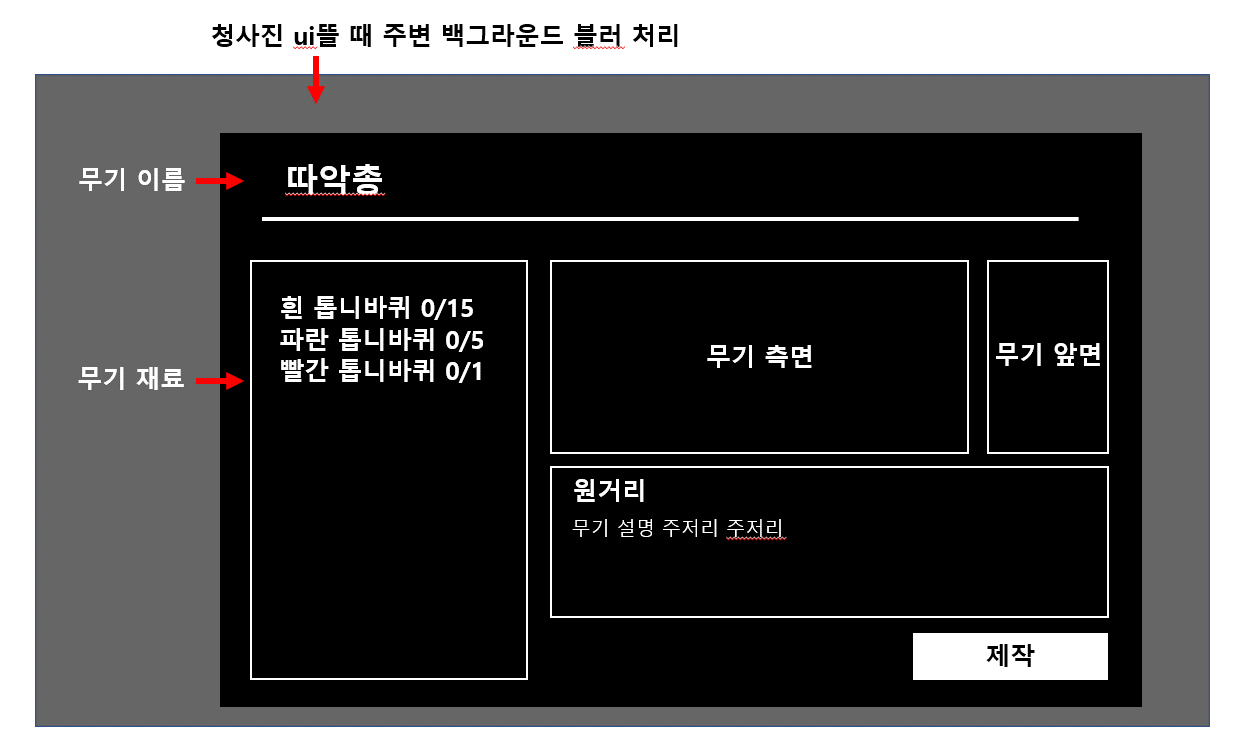 청사진 ui뜰 때 주변 백그라운드 블러 처리
무기 이름
따악총
무기 재료
흰 톱니바퀴 0/15
파란 톱니바퀴 0/5
빨간 톱니바퀴 0/1
무기 측면
무기 앞면
원거리
무기 설명 주저리 주저리
제작